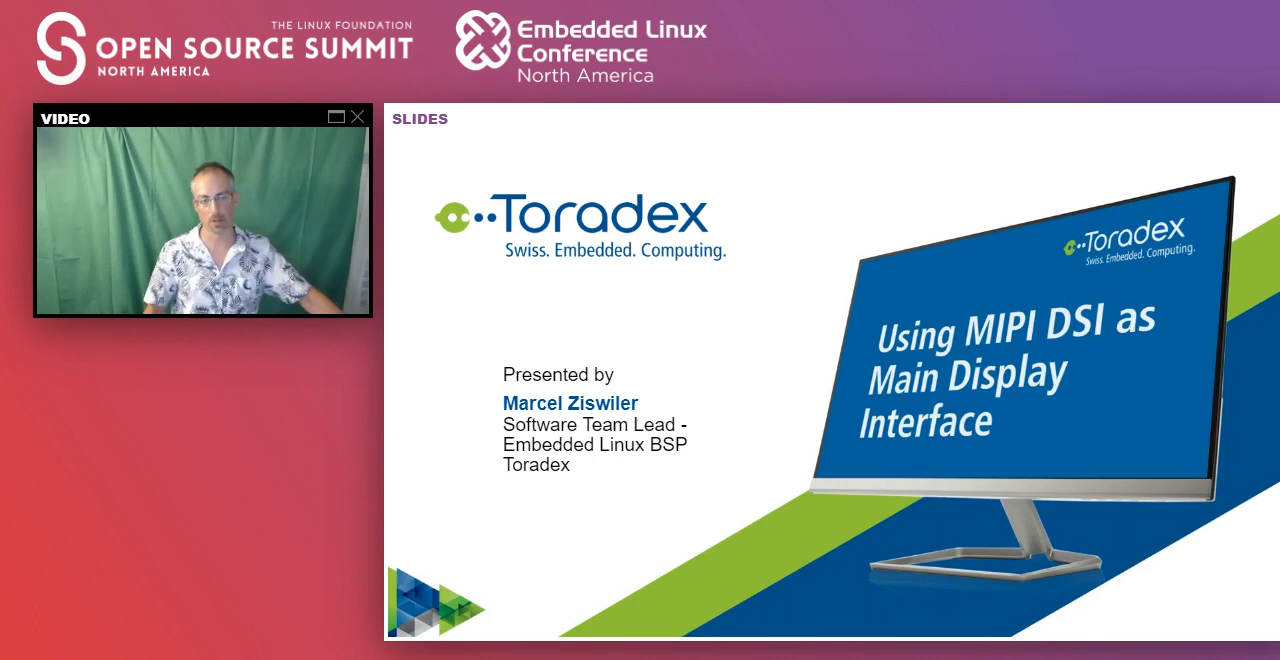 THE LINUX FOUNDATION
OPEN SOURCE SUMMIT
NORTH AMERICA
Embedded Linux
Conference
North America
VIDEO
SLIDES
Toradex
Swiss. Embedded. Computing.
Toradex
Swiss. Embedded. Computing.
Using MIPI DSI as
Main Display
Interface
Presented by
Marcel Ziswiler
Software Team Lead -
Embedded Linux BSP
Toradex